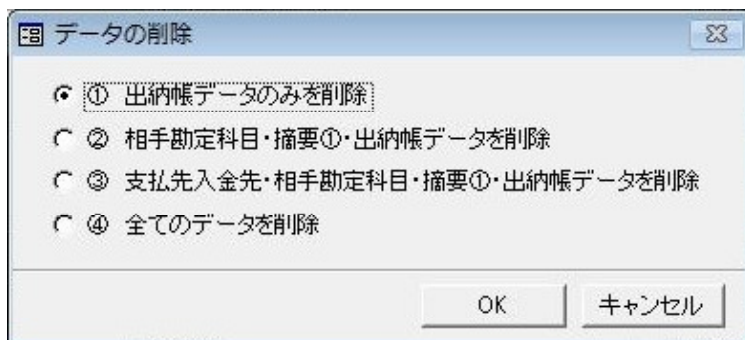 データの削除
① 出納帳データのみを削除
② 相手勘定科目・摘要①・出納帳データを削除
③ 支払先入金先・相手勘定科目・摘要①・出納帳データを削除
④ 全てのデータを削除
OK キャンセル